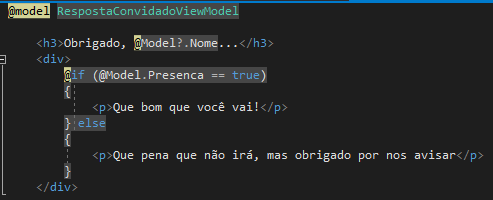 @model RespostaConvidadoViewModel
<h3>Obrigado, @Model?.Nome...</h3>
<div>
@if (@Model.Presenca == true)
{
<p>Que bom que você vai!</p>
} else
{
<p>Que pena que não irá, mas obrigado por nos avisar</p>
}
</div>